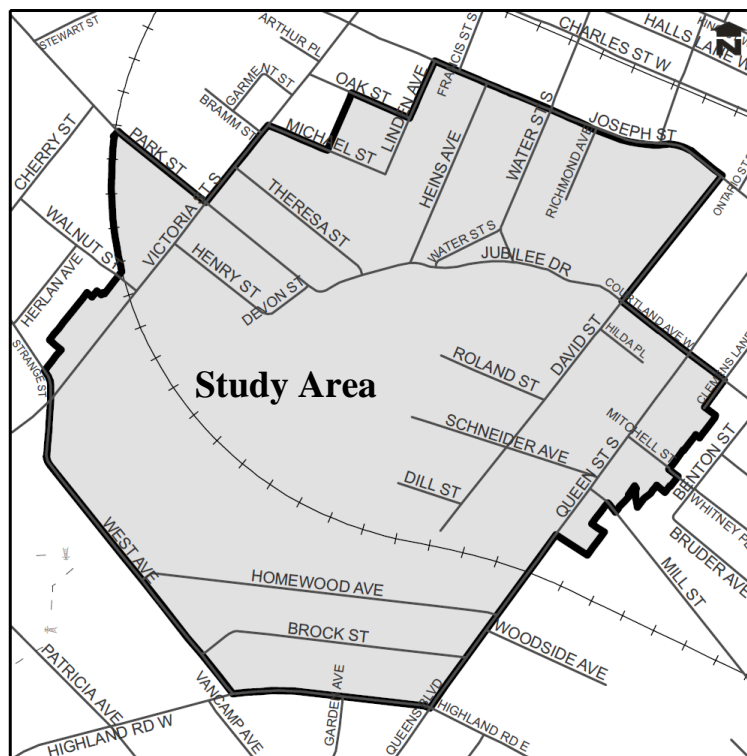 STEWART ST
ARTHUR PL
FRANCIS ST S
CHARLES ST W
HALLS LANE W
N
GARMENT ST
OAK ST
LINDEN AVE
BRAMM ST
MICHAEL ST
WATER ST S
JOSEPH ST
CHERRY ST
PARK ST
HEINS AVE
RICHMOND AVE
ONTARIO ST S
VICTORIA ST S
THERESA ST
WALNUT ST
HENRY ST
WATER ST S
JUBILEE DR
HERLAN AVE
DEVON ST
COURTLAND AVE W
STRANGE ST
DAVID ST
HILDA PL
ROLAND ST
CLEMENS LANE
Study Area
SCHNEIDER AVE
MITCHELL ST
BENTON ST
DILL ST
QUEEN ST S
WHITNEY PL
BRUDER AVE
WEST AVE
MILL ST
HOMEWOOD AVE
BROCK ST
WOODSIDE AVE
PATRICIA AVE
VANCAMP AVE
GARDEN AVE
QUEENS BLVD
HIGHLAND RD W
HIGHLAND RD E